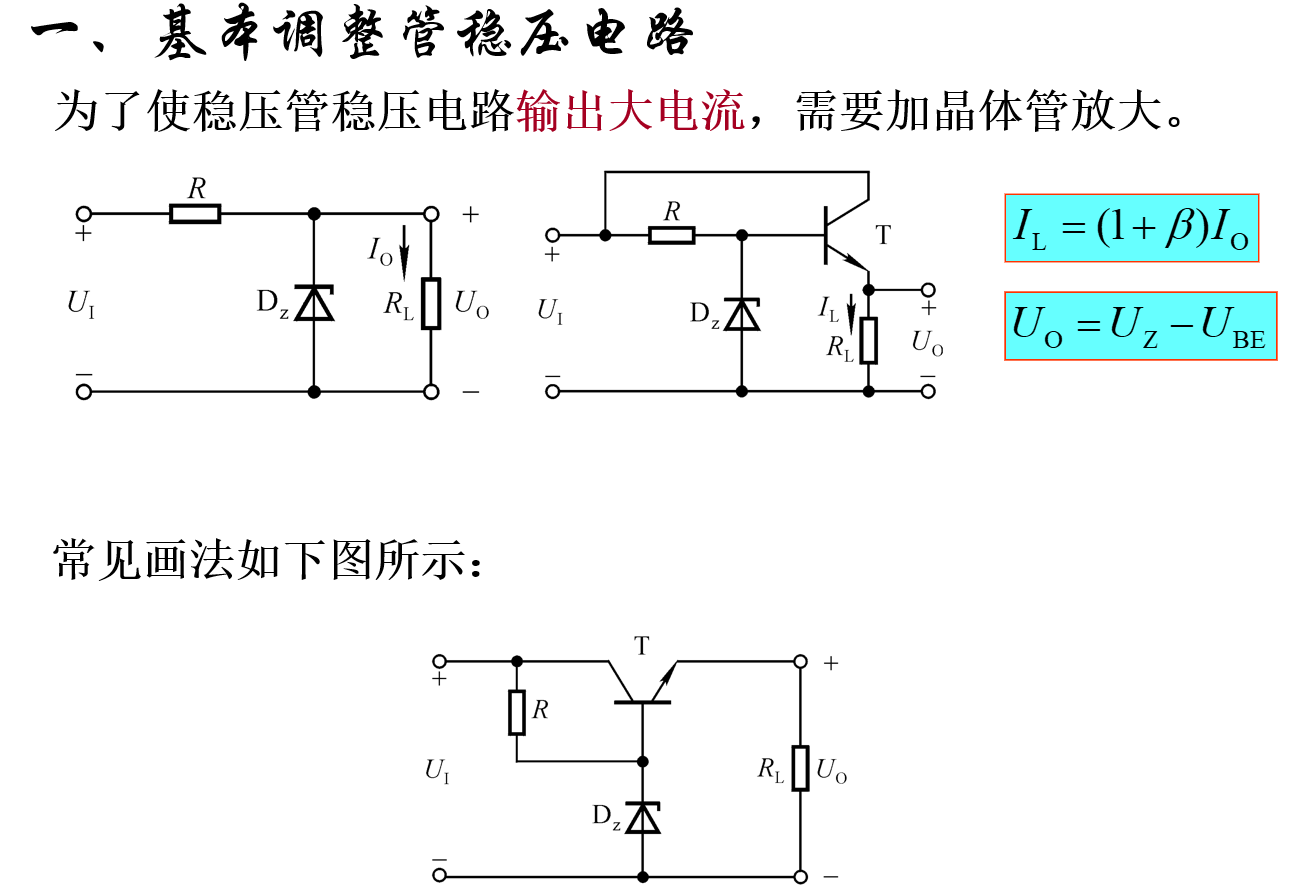 一、基本调整管稳压电路
为了使稳压管稳压电路输出大电流，需要加晶体管放大。
R
+
U_I
−
D_z
I_O
R_L
+
U_O
−
R
T
+
U_I
−
D_z
I_L
R_L
+
U_O
−
I_L = (1+β)I_O
U_O = U_Z − U_BE
常见画法如下图所示：
T
+
R
U_I
−
D_z
R_L
+
U_O
−